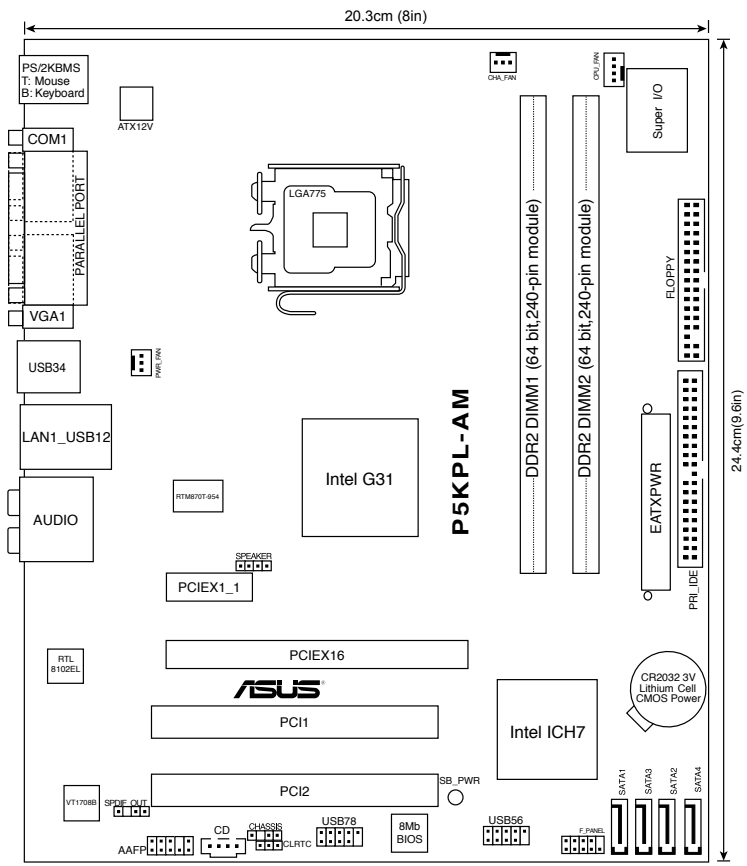 20.3cm (8in)
24.4cm(9.6in)
PS/2KBMS
T: Mouse
B: Keyboard
ATX12V
CHA_FAN
CPU_FAN
Super I/O
COM1
PARALLEL PORT
VGA1
LGA775
DDR2 DIMM1 (64 bit,240-pin module)
DDR2 DIMM2 (64 bit,240-pin module)
FLOPPY
USB34
PWR_FAN
LAN1_USB12
Intel G31
P5KPL-AM
EATXPWR
PRI_IDE
RTM870T-954
AUDIO
SPEAKER
PCIEX1_1
RTL
8102EL
PCIEX16
CR2032 3V
Lithium Cell
CMOS Power
ASUS
®
PCI1
Intel ICH7
PCI2
SB_PWR
SATA1
SATA3
SATA2
SATA4
VT1708B
SPDIF_OUT
AAFP
CD
CHASSIS
CLRTC
USB78
8Mb
BIOS
USB56
F_PANEL